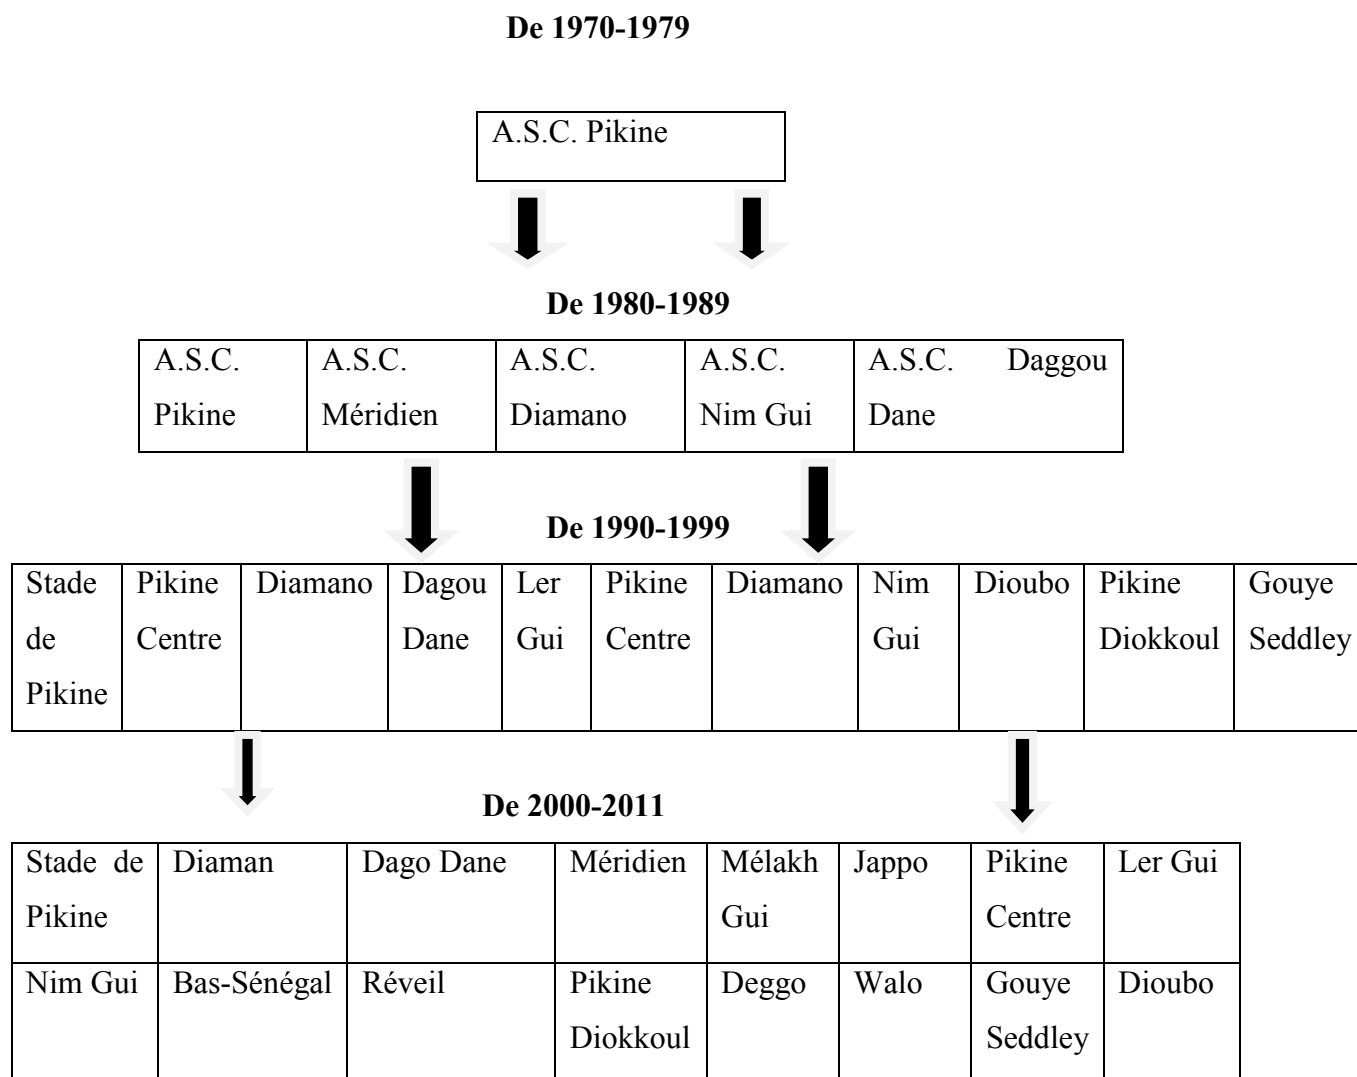 De 1970-1979
A.S.C. Pikine
De 1980-1989
A.S.C.
Pikine
A.S.C.
Méridien
A.S.C.
Diamano
A.S.C.
Nim Gui
A.S.C. Daggou
Dane
De 1990-1999
Stade
de
Pikine
Pikine
Centre
Diamano
Dagou
Dane
Ler
Gui
Pikine
Centre
Diamano
Nim
Gui
Dioubo
Pikine
Diokkoul
Gouye
Seddley
De 2000-2011
Stade de
Pikine
Diaman
Dago Dane
Méridien
Mélakh
Gui
Jappo
Pikine
Centre
Ler Gui
Nim Gui
Bas-Sénégal
Réveil
Pikine
Diokkoul
Deggo
Walo
Gouye
Seddley
Dioubo